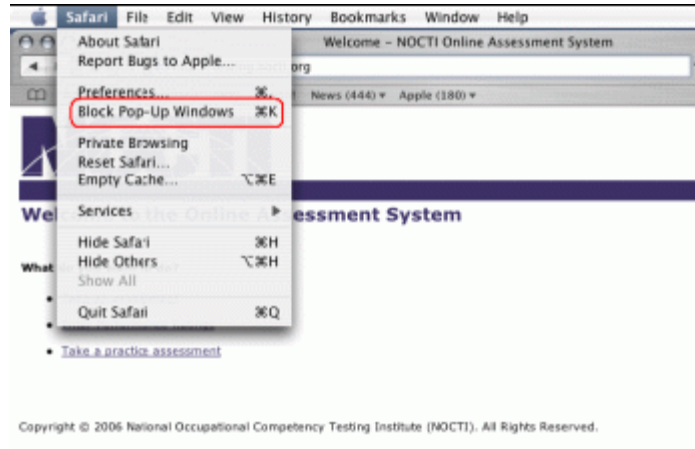 Safari File Edit View History Bookmarks Window Help
About Safari
Welcome – NOCTI Online Assessment System
Report Bugs to Apple...
org
Preferences... ⌘,
News (444) ▾ Apple (180) ▾
Block Pop-Up Windows ⌘K
Private Browsing
Reset Safari...
Empty Cache... ⌥⌘E
Services ▶
the Online Assessment System
Hide Safari ⌘H
What
Hide Others ⌥⌘H
Show All
Quit Safari ⌘Q
• Take a practice assessment
Copyright © 2006 National Occupational Competency Testing Institute (NOCTI). All Rights Reserved.